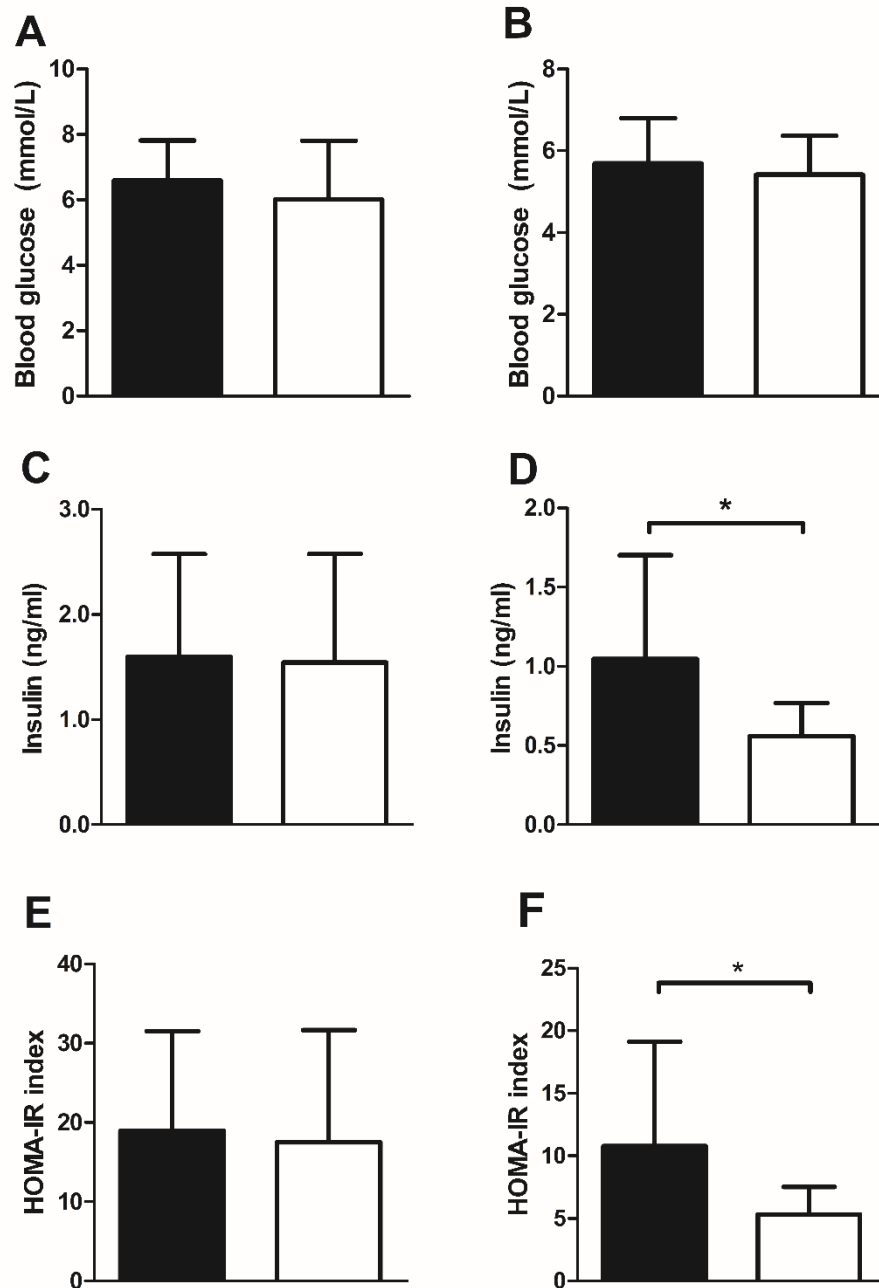 A
Blood glucose (mmol/L)
10
8
6
4
2
0
B
Blood glucose (mmol/L)
8
6
4
2
0
C
Insulin (ng/ml)
3.0
2.0
1.0
0.0
D
Insulin (ng/ml)
2.0
1.5
1.0
0.5
0.0
*
E
HOMA-IR index
40
30
20
10
0
F
HOMA-IR index
25
20
15
10
5
0
*